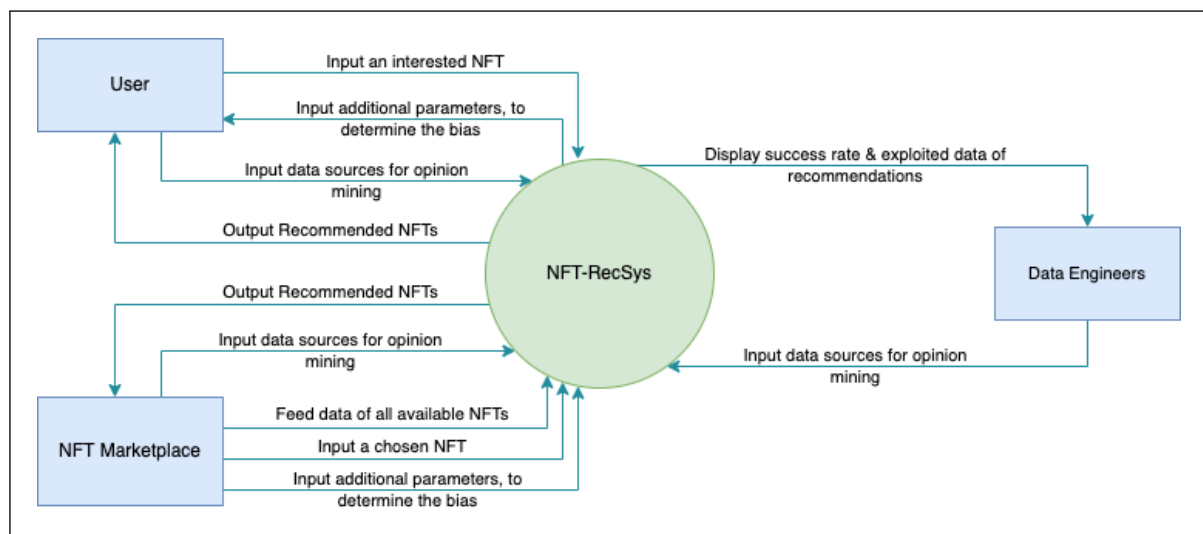 User
Input an interested NFT
Input additional parameters, to
determine the bias
Input data sources for opinion
mining
Output Recommended NFTs
Display success rate & exploited data of
recommendations
NFT-RecSys
Data Engineers
Output Recommended NFTs
Input data sources for opinion
mining
Input data sources for opinion
mining
NFT Marketplace
Feed data of all available NFTs
Input a chosen NFT
Input additional parameters, to
determine the bias